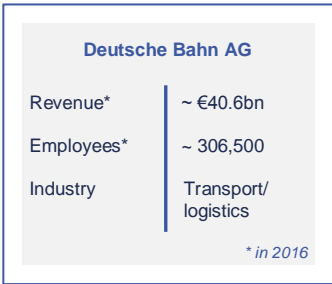 Deutsche Bahn AG
Revenue* ~ €40.6bn
Employees* ~ 306,500
Industry Transport/
logistics
* in 2016